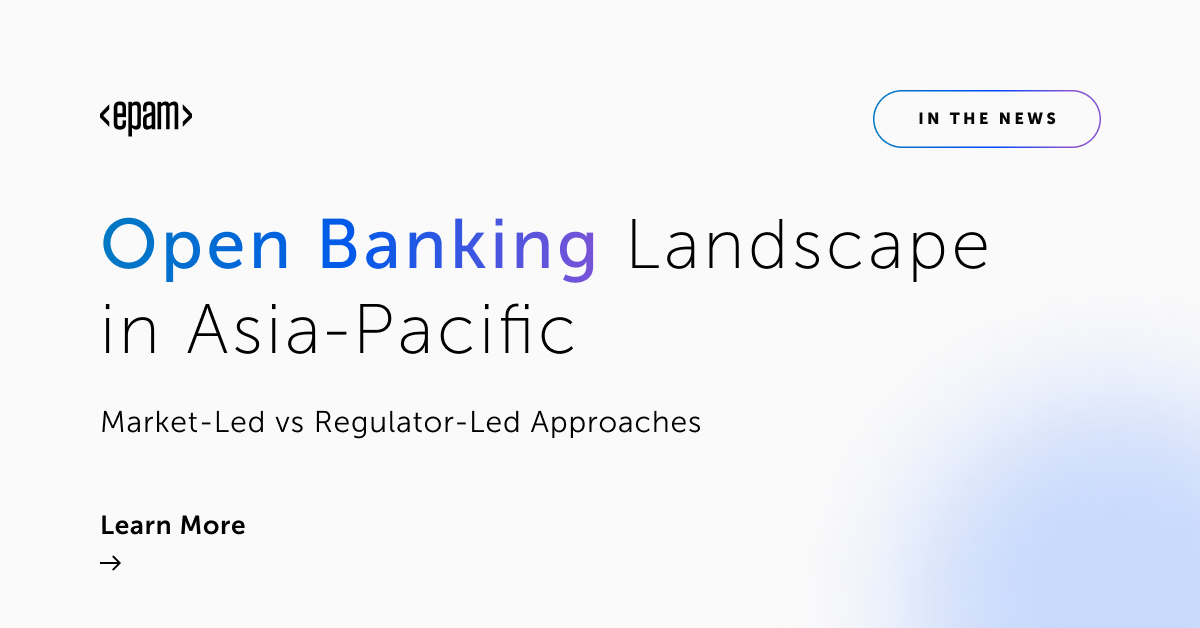 <epam>
IN THE NEWS
Open Banking Landscape
in Asia-Pacific
Market-Led vs Regulator-Led Approaches
Learn More
→